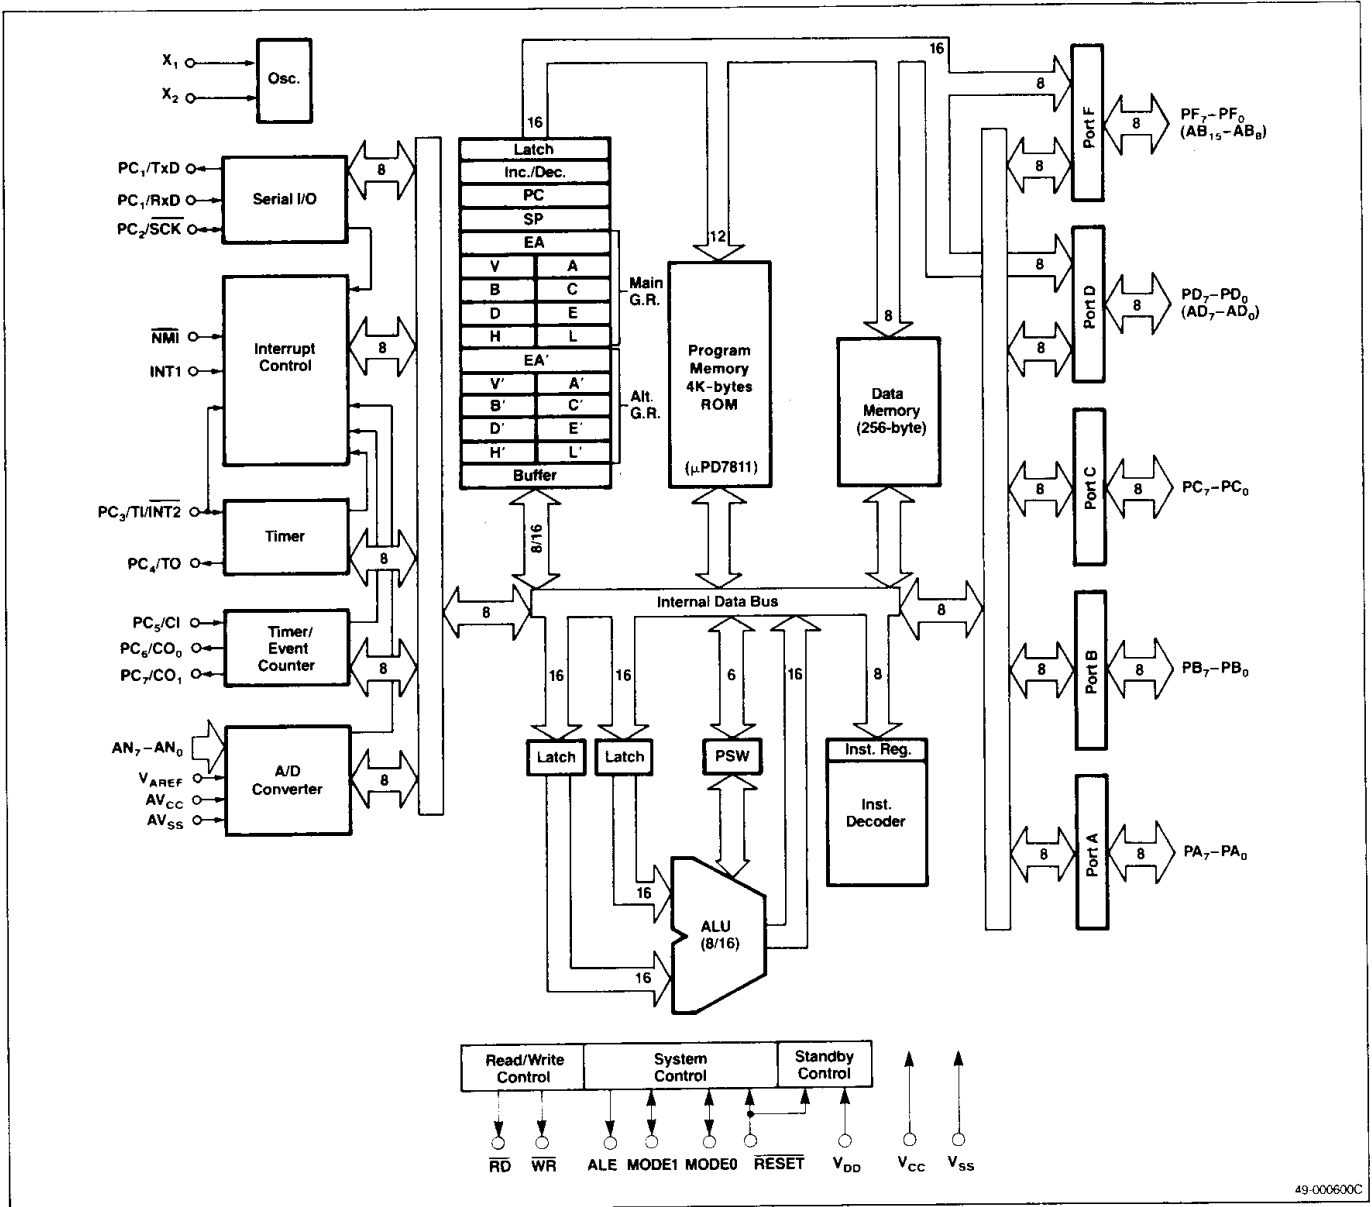 X1
X2
Osc.
PC1/TxD
PC1/RxD
PC2/SCK
Serial I/O
8
NMI
INT1
Interrupt
Control
8
PC3/TI/INT2
PC4/TO
Timer
8
PC5/CI
PC6/CO0
PC7/CO1
Timer/
Event
Counter
8
AN7–AN0
VAREF
AVCC
AVSS
A/D
Converter
8
16
16
Latch
Inc./Dec.
PC
SP
EA
V A
B C
D E
H L
Main
G.R.
EA′
V′ A′
B′ C′
D′ E′
H′ L′
Alt.
G.R.
Buffer
8/16
12
Program
Memory
4K-bytes
ROM
(μPD7811)
8
Data
Memory
(256-byte)
8
Internal Data Bus
8
16
16
6
16
8
Latch
Latch
PSW
Inst. Reg.
Inst.
Decoder
16
16
ALU
(8/16)
8
8
Port F
8
PF7–PF0
(AB15–AB8)
8
8
Port D
8
PD7–PD0
(AD7–AD0)
8
Port C
8
PC7–PC0
8
Port B
8
PB7–PB0
8
Port A
8
PA7–PA0
Read/Write
Control
System
Control
Standby
Control
RD
WR
ALE
MODE1
MODE0
RESET
VDD
VCC
VSS
49-000600C